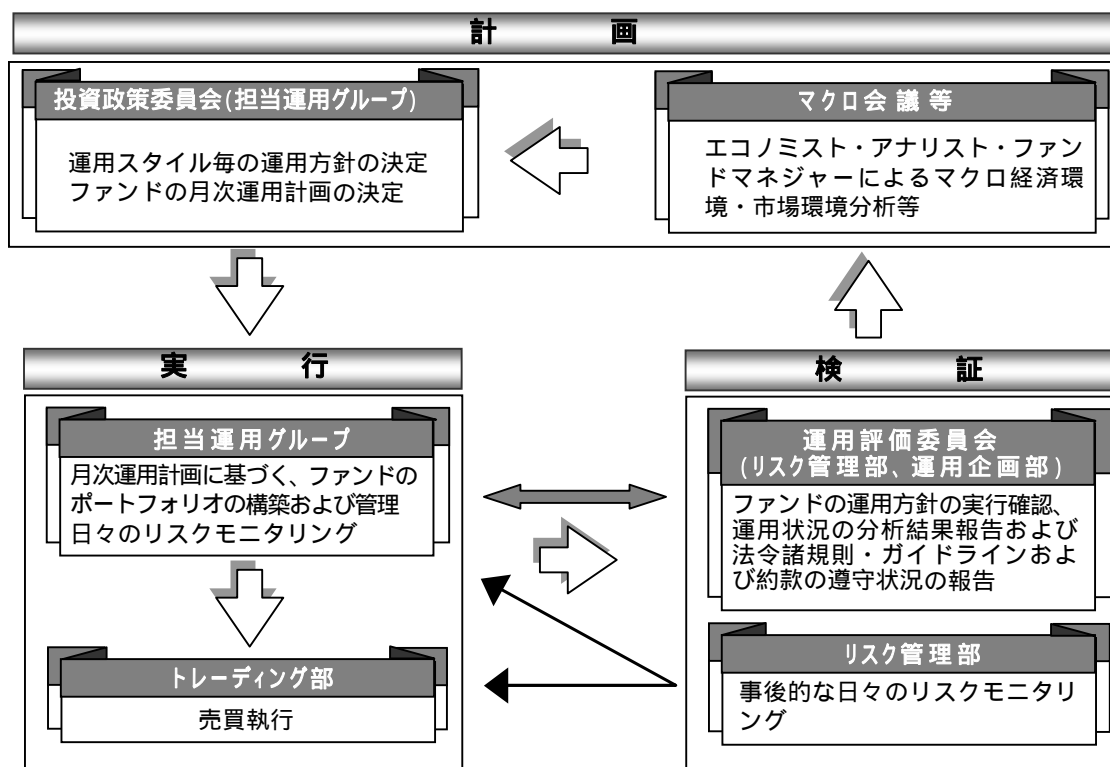 計　画
投資政策委員会(担当運用グループ)
運用スタイル毎の運用方針の決定
ファンドの月次運用計画の決定
マクロ会議等
エコノミスト・アナリスト・ファン
ドマネジャーによるマクロ経済環
境・市場環境分析等
実　行
担当運用グループ
月次運用計画に基づく、ファンドの
ポートフォリオの構築および管理
日々のリスクモニタリング
トレーディング部
売買執行
検　証
運用評価委員会
(リスク管理部、運用企画部)
ファンドの運用方針の実行確認、
運用状況の分析結果報告および
法令諸規則・ガイドラインおよ
び約款の遵守状況の報告
リスク管理部
事後的な日々のリスクモニタリ
ング